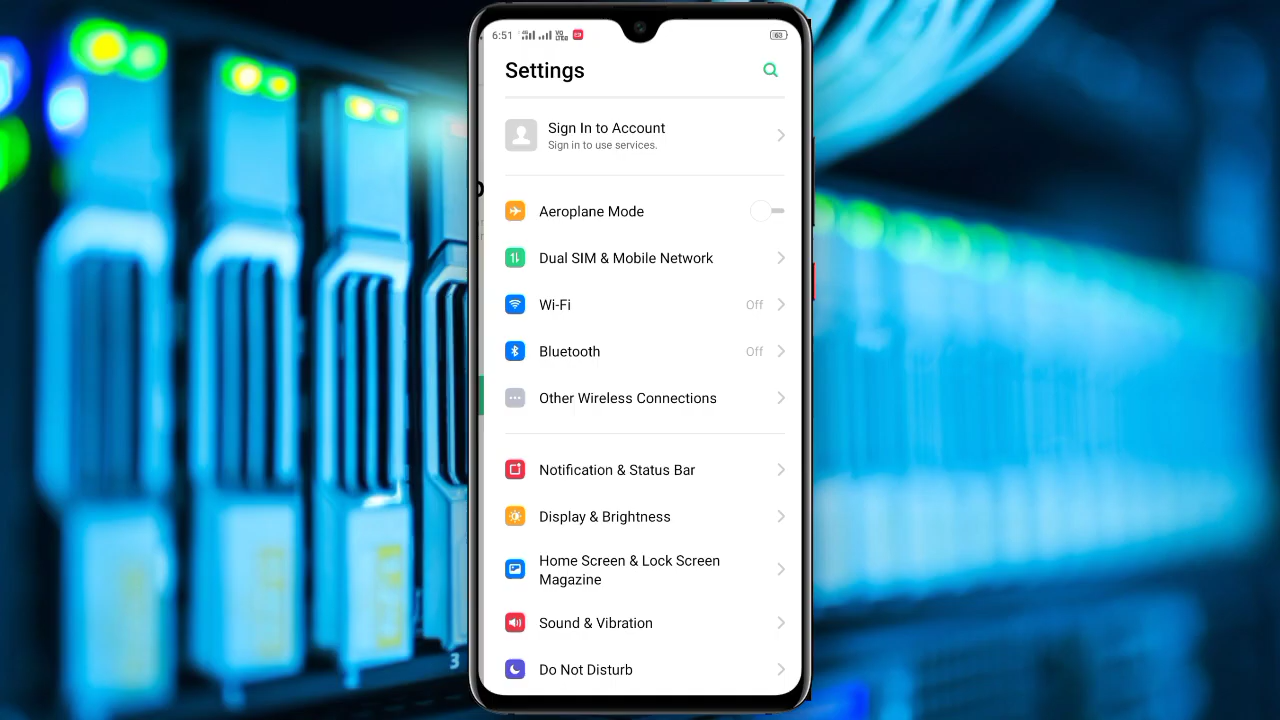 6:51
63
Settings
Sign In to Account
Sign in to use services.
Aeroplane Mode
Dual SIM & Mobile Network
Wi-Fi Off
Bluetooth Off
Other Wireless Connections
Notification & Status Bar
Display & Brightness
Home Screen & Lock Screen
Magazine
Sound & Vibration
Do Not Disturb
3